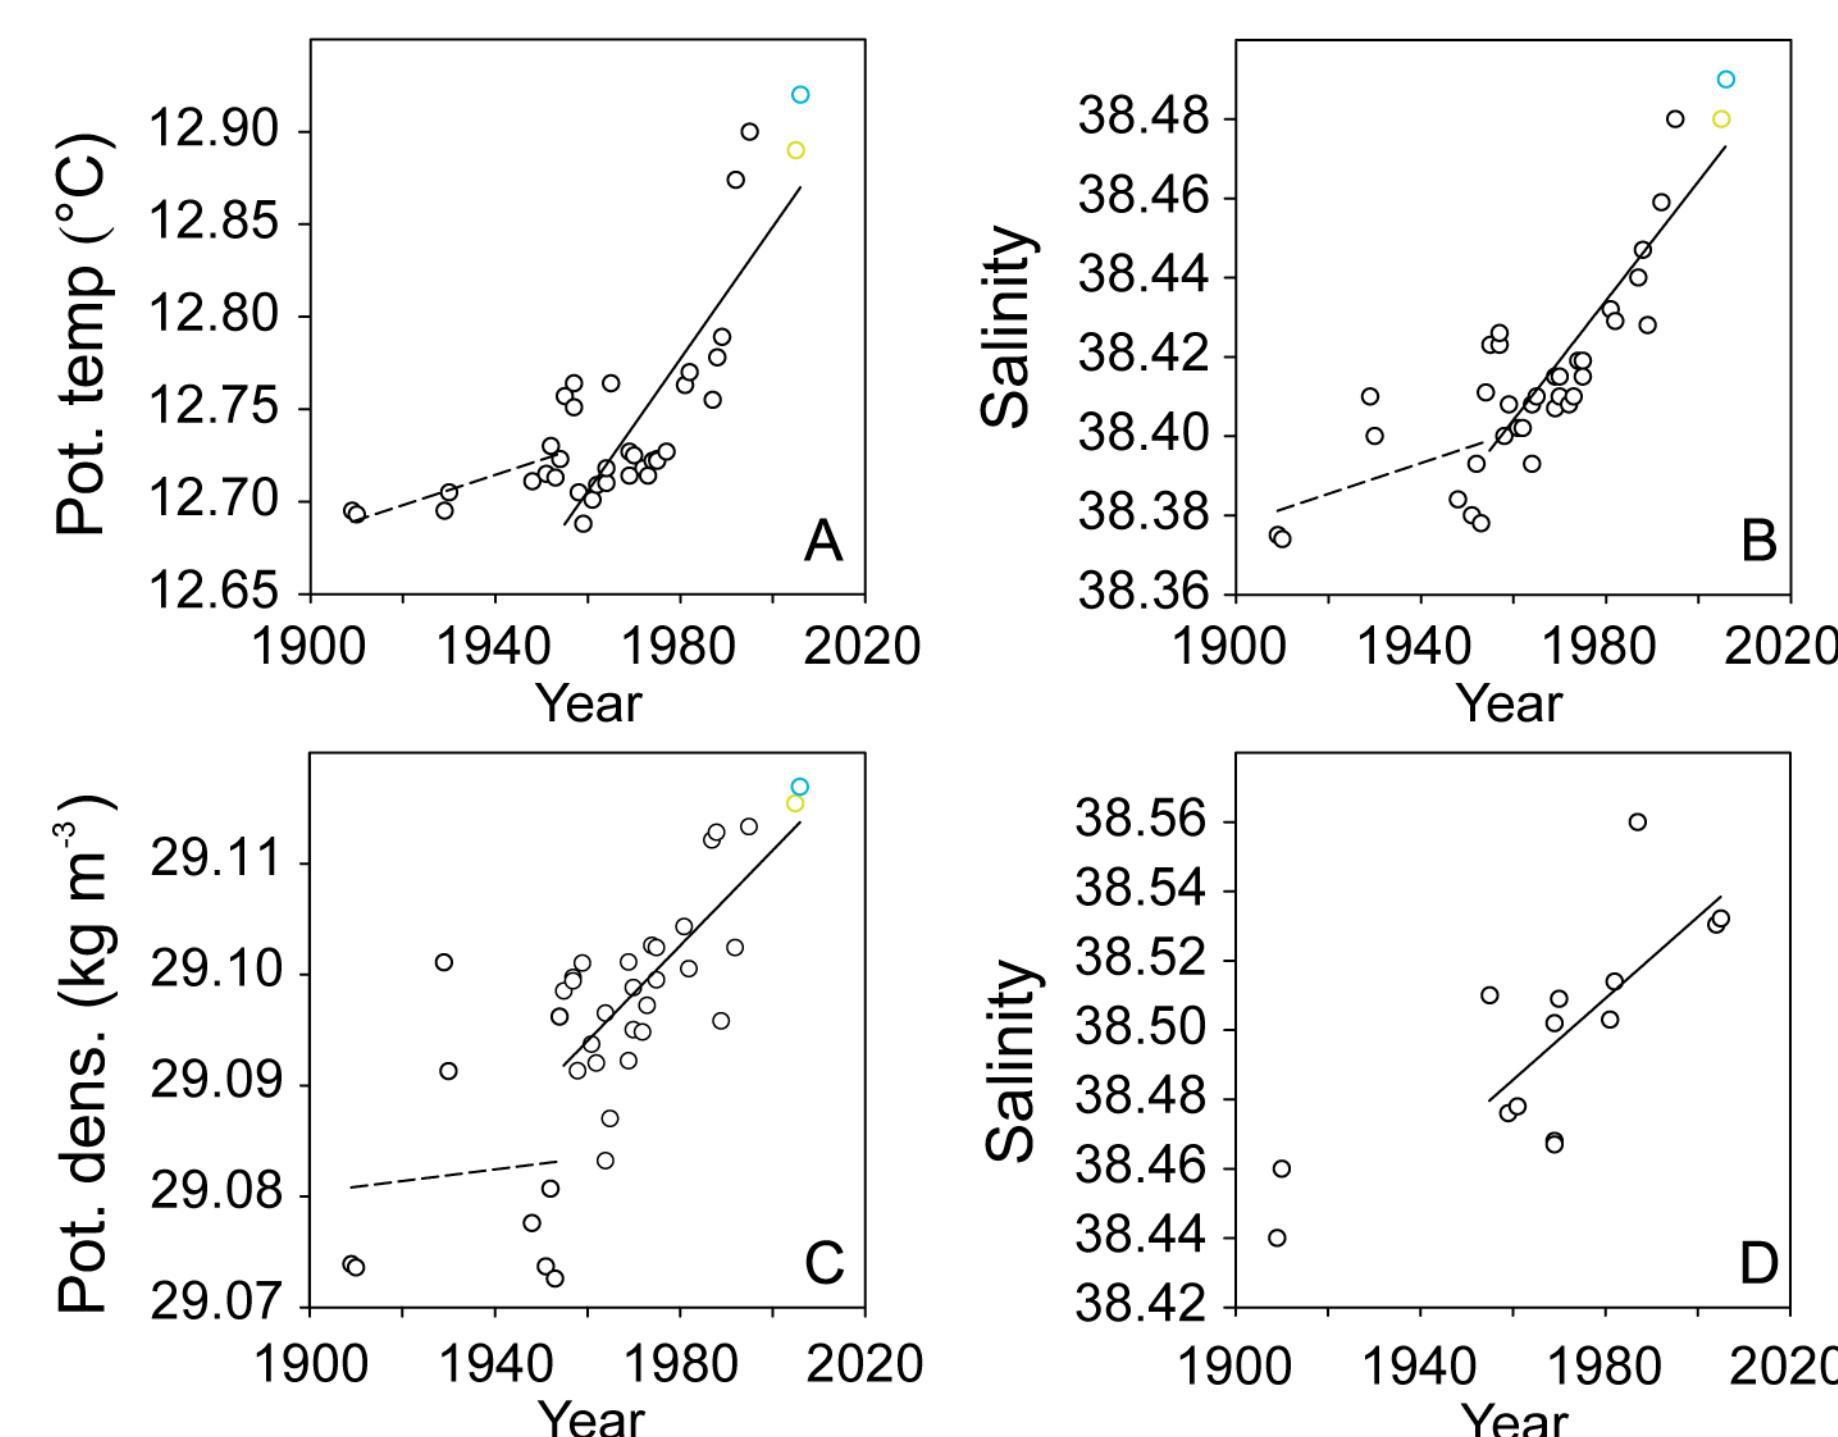 Pot. temp (°C)
12.90
12.85
12.80
12.75
12.70
12.65
A
1900 1940 1980 2020
Year
Salinity
38.48
38.46
38.44
38.42
38.40
38.38
38.36
B
1900 1940 1980 2020
Year
Pot. dens. (kg m-3)
29.11
29.10
29.09
29.08
29.07
C
1900 1940 1980 2020
Year
Salinity
38.56
38.54
38.52
38.50
38.48
38.46
38.44
38.42
D
1900 1940 1980 2020
Year